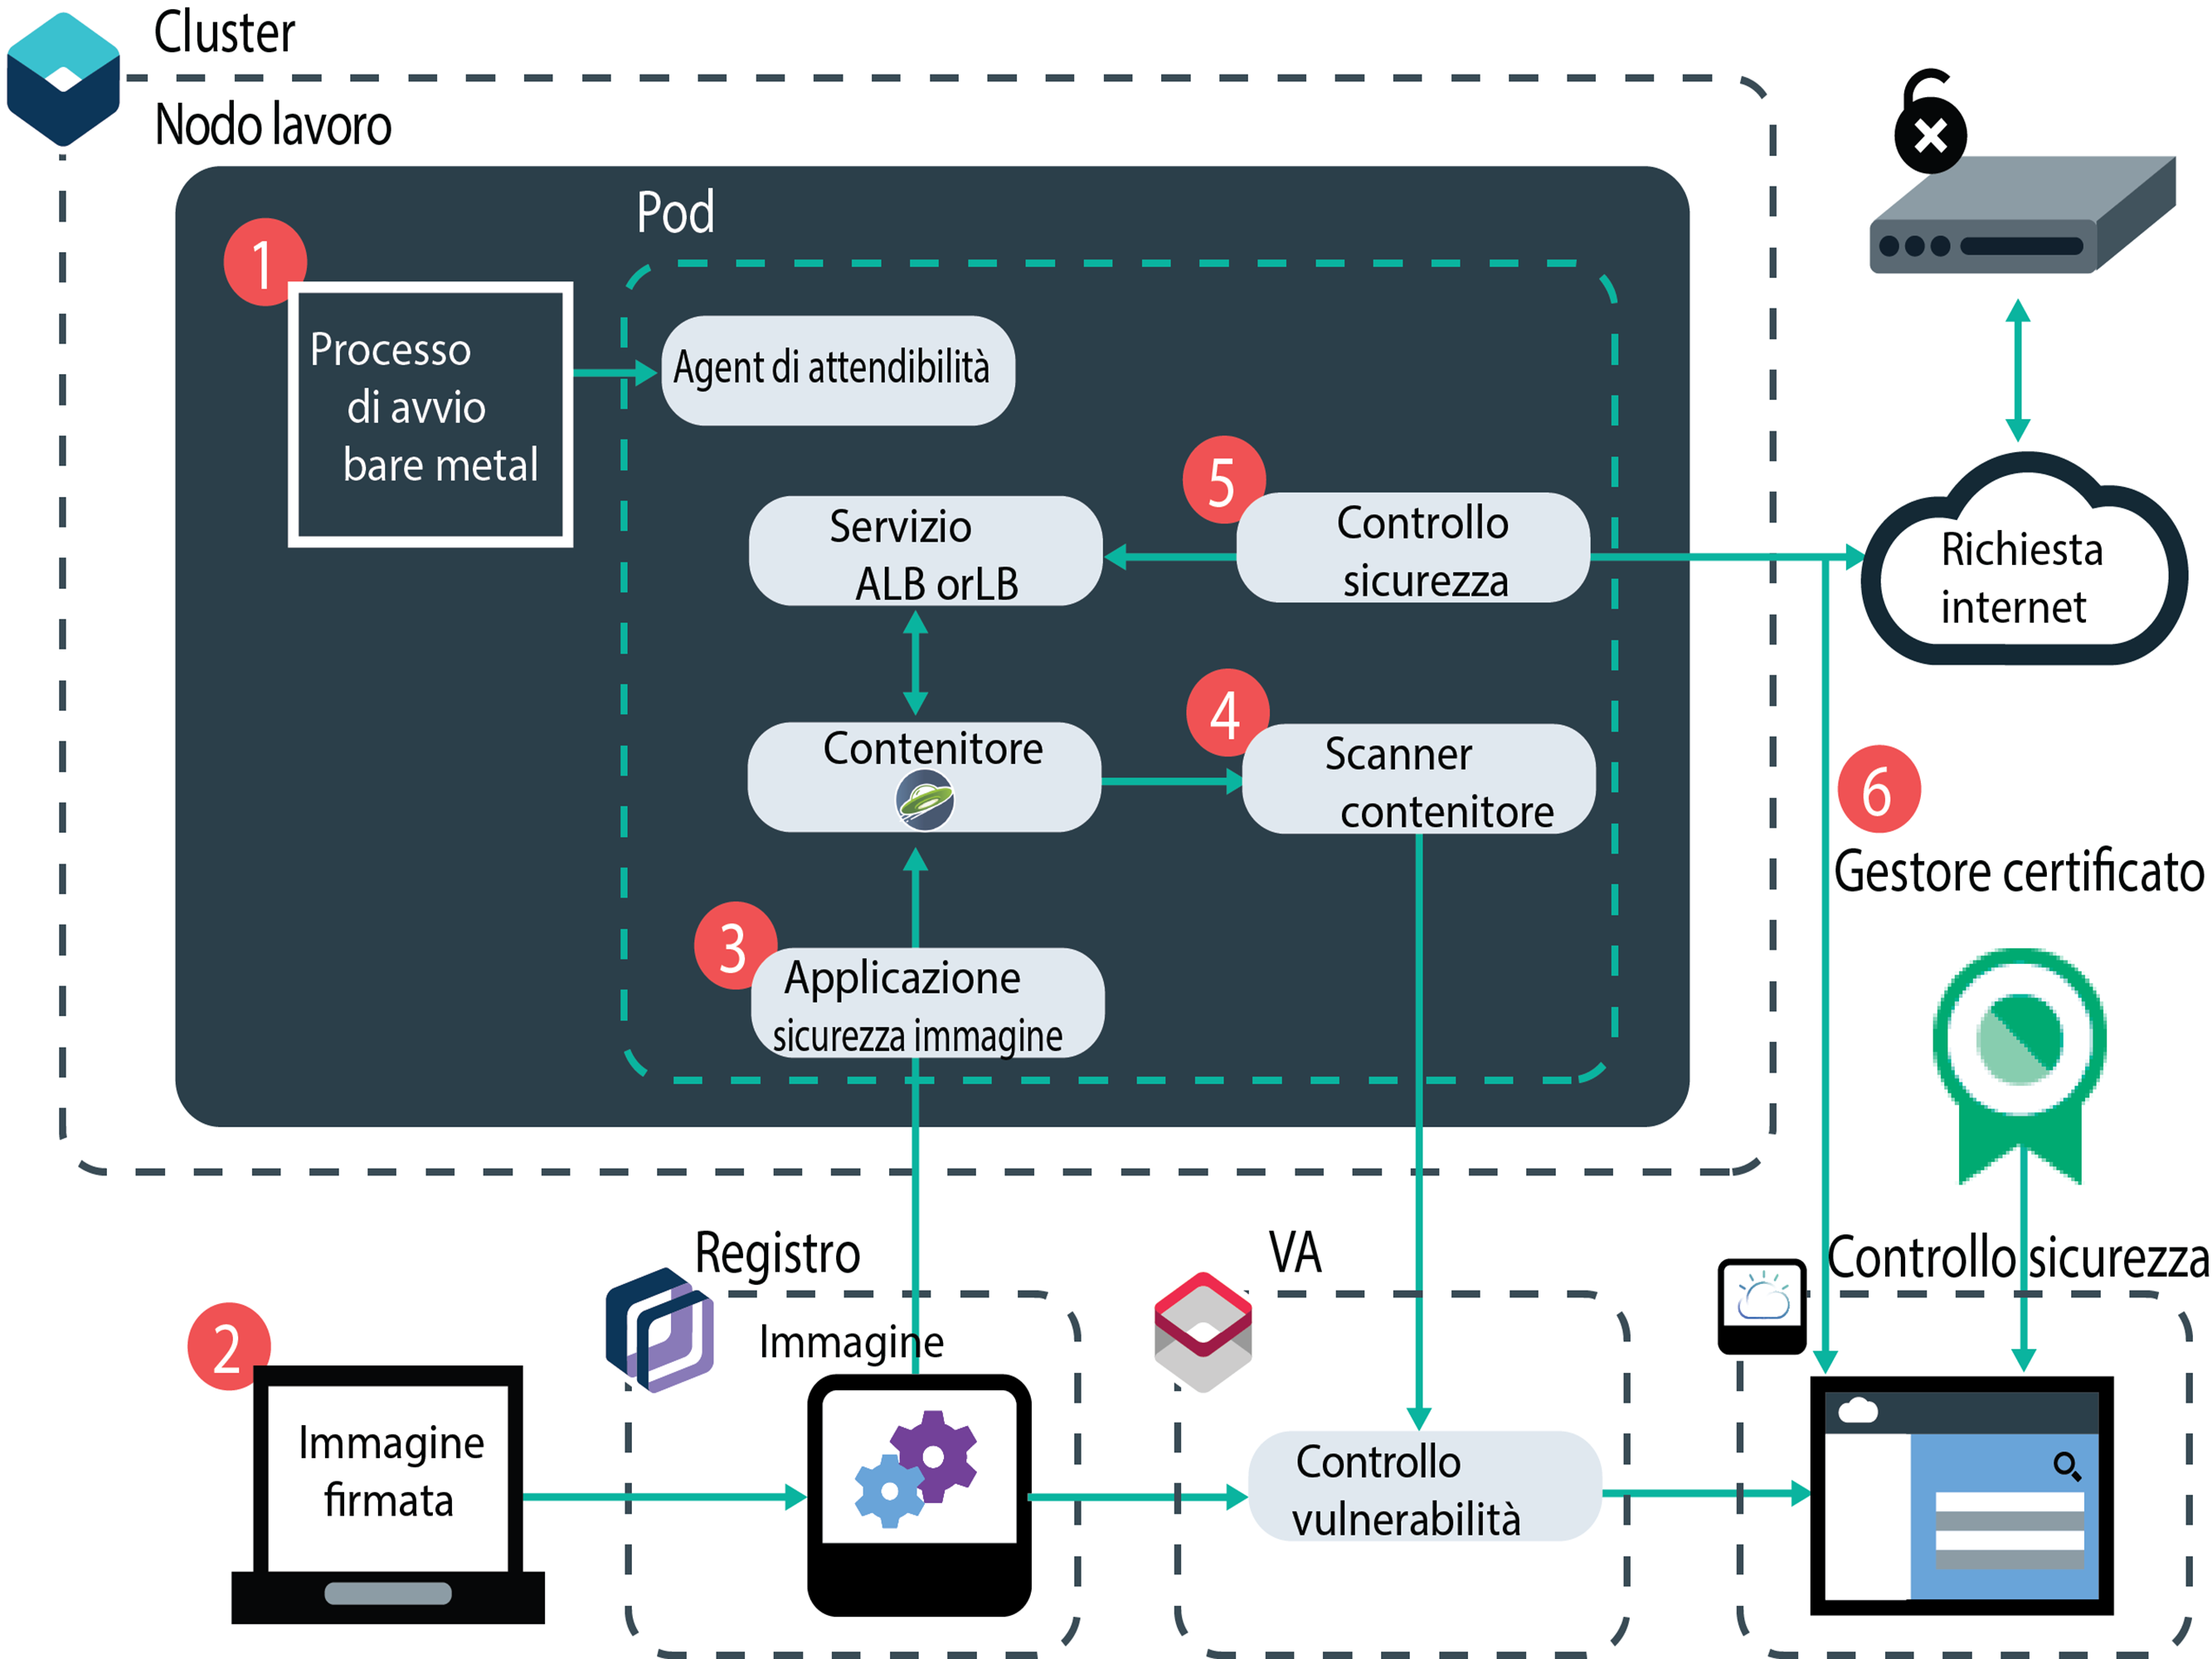 Cluster
Nodo lavoro
Pod
1
Processo
di avvio
bare metal
Agent di attendibilità
5
Servizio
ALB orLB
Controllo
sicurezza
Richiesta
internet
4
Contenitore
Scanner
contenitore
6
Gestore certificato
3
Applicazione
sicurezza immagine
Registro
VA
Controllo sicurezza
2
Immagine
Immagine
firmata
Controllo
vulnerabilità